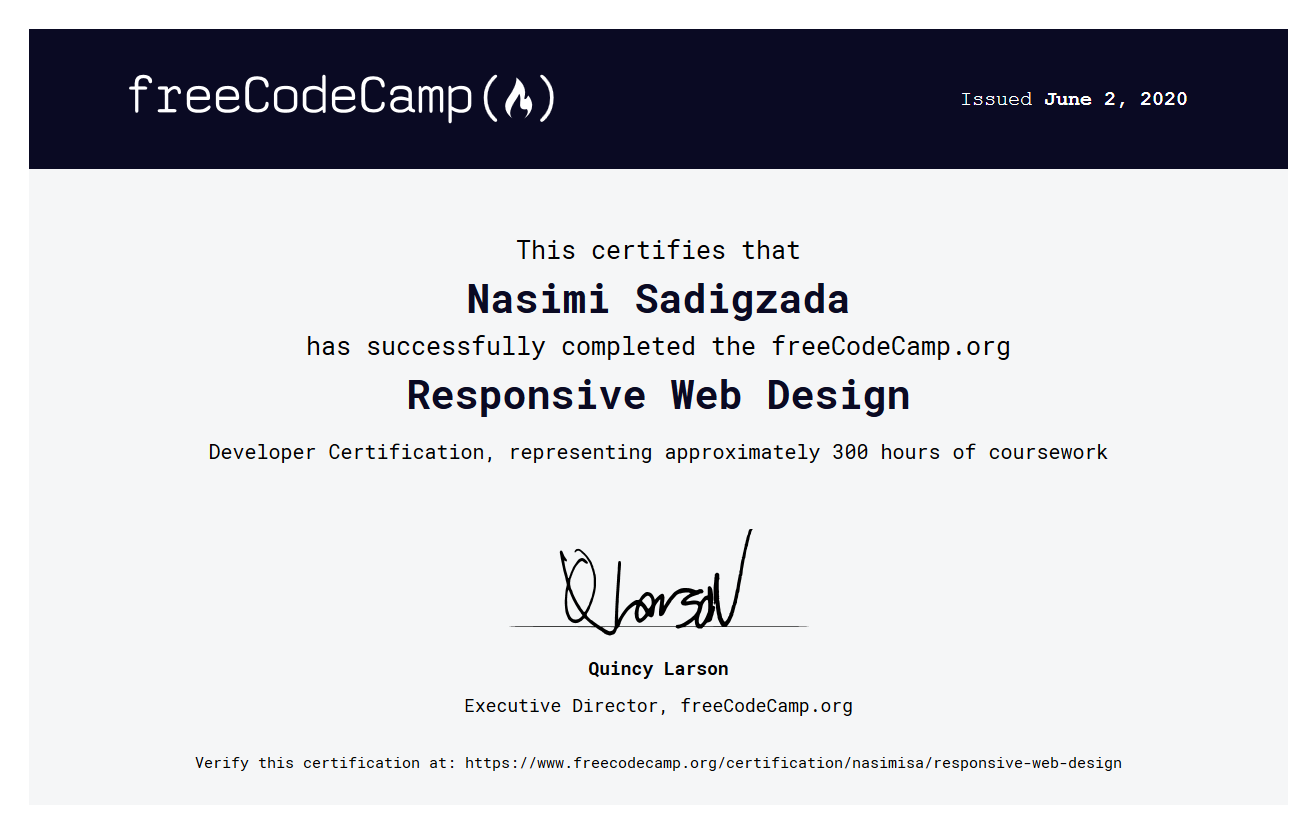 freeCodeCamp
Issued June 2, 2020
This certifies that
Nasimi Sadigzada
has successfully completed the freeCodeCamp.org
Responsive Web Design
Developer Certification, representing approximately 300 hours of coursework
Q Larson
Quincy Larson
Executive Director, freeCodeCamp.org
Verify this certification at: https://www.freecodecamp.org/certification/nasimisa/responsive-web-design